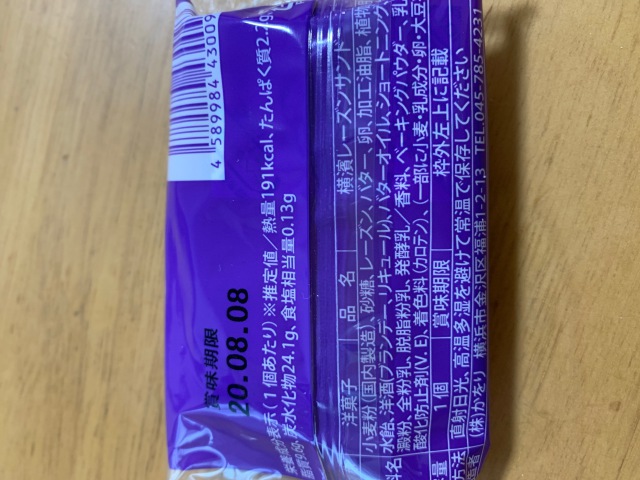 4 589984 43009
賞味期限
20.08.08
表示(1個あたり)※推定値/熱量191kcal、たんぱく質2.2g
炭水化物24.1g、食塩相当量0.13g
洋菓子 品名 横濱レーズンサンド
小麦粉(国内製造)、砂糖、レーズン、バター、卵、加工油脂、植物
水飴、洋酒(ブランデー、リキュール)、バターオイル、ショートニング
澱粉、全粉乳、脱脂粉乳、発酵乳/香料、ベーキングパウダー、乳
酸化防止剤(V.E)、着色料(カロテン)、(一部に小麦・乳成分・卵・大豆
1個 賞味期限 枠外左上に記載
方法 直射日光、高温多湿を避けて常温で保存してください
(株)かをり 横浜市金沢区福浦1-2-13 TEL.045-785-4231